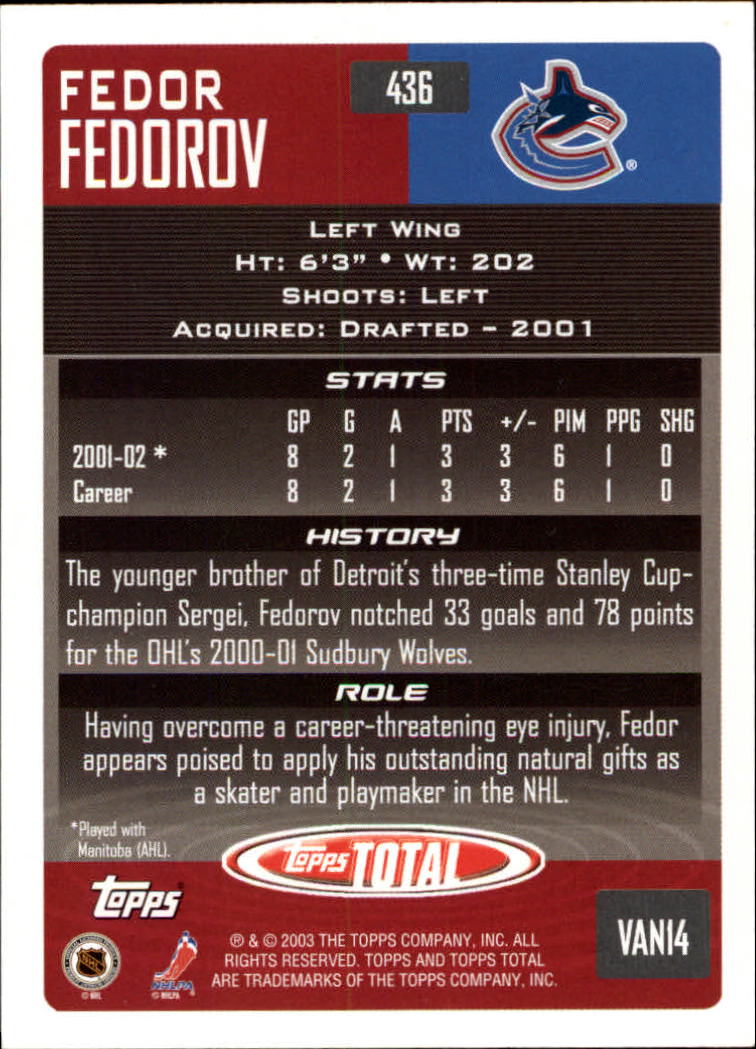 FEDOR
FEDOROV
436
®
LEFT WING
HT: 6'3" • WT: 202
SHOOTS: LEFT
ACQUIRED: DRAFTED – 2001
STATS
GP G A PTS +/- PIM PPG SHG
2001-02 * 8 2 1 3 3 6 1 0
Career 8 2 1 3 3 6 1 0
HISTORY
The younger brother of Detroit's three-time Stanley Cup-
champion Sergei, Fedorov notched 33 goals and 78 points
for the OHL's 2000-01 Sudbury Wolves.
ROLE
Having overcome a career-threatening eye injury, Fedor
appears poised to apply his outstanding natural gifts as
a skater and playmaker in the NHL.
*Played with
Manitoba (AHL).
topps TOTAL
topps
VAN14
® & © 2003 THE TOPPS COMPANY, INC. ALL
RIGHTS RESERVED. TOPPS AND TOPPS TOTAL
ARE TRADEMARKS OF THE TOPPS COMPANY, INC.
NHL
© NHL
NHLPA
© NHLPA